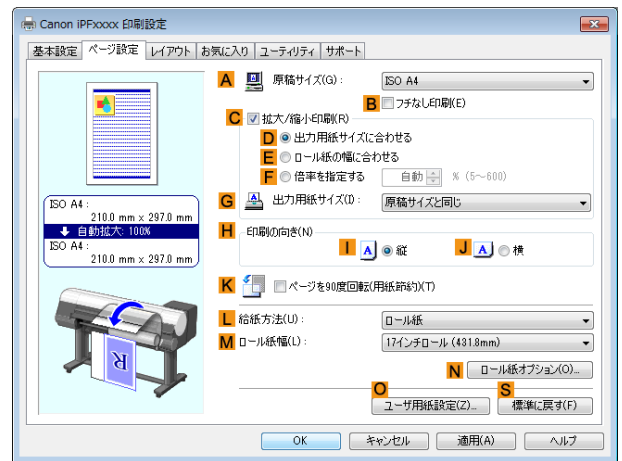 Canon iPFxxxx 印刷設定
基本設定 ページ設定 レイアウト お気に入り ユーティリティ サポート
A 原稿サイズ(G): ISO A4
B フチなし印刷(E)
C 拡大/縮小印刷(R)
D 出力用紙サイズに合わせる
E ロール紙の幅に合わせる
F 倍率を指定する 自動 % (5～600)
G 出力用紙サイズ(I): 原稿サイズと同じ
ISO A4 :
210.0 mm x 297.0 mm
自動拡大: 100%
ISO A4 :
210.0 mm x 297.0 mm
H 印刷の向き(N)
I A 縦 J A 横
K ページを90度回転(用紙節約)(T)
L 給紙方法(U): ロール紙
M ロール紙幅(L): 17インチロール (431.8mm)
R
N ロール紙オプション(O)...
O S
ユーザ用紙設定(Z)... 標準に戻す(F)
OK キャンセル 適用(A) ヘルプ